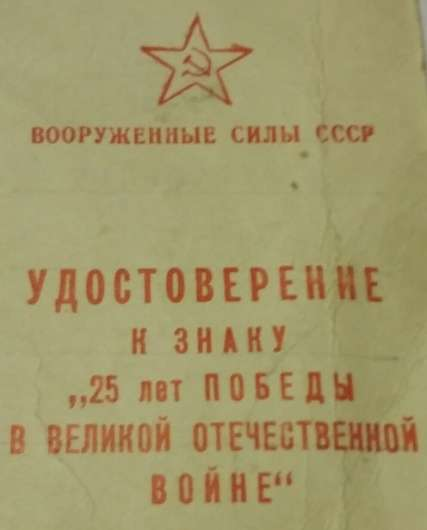 ВООРУЖЕННЫЕ СИЛЫ СССР
УДОСТОВЕРЕНИЕ
К ЗНАКУ
„25 лет ПОБЕДЫ
В ВЕЛИКОЙ ОТЕЧЕСТВЕННОЙ
ВОЙНЕ“